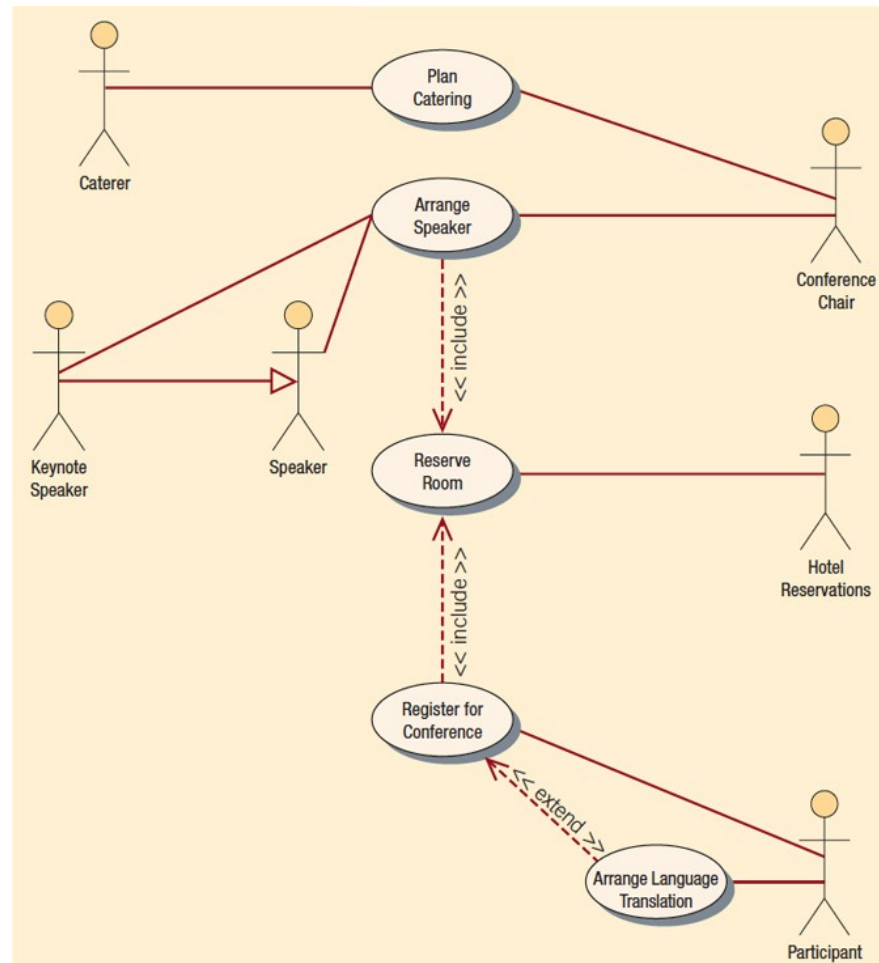 Plan
Catering
Caterer
Arrange
Speaker
Conference
Chair
<< include >>
Keynote
Speaker
Speaker
Reserve
Room
Hotel
Reservations
<< include >>
Register for
Conference
<< extend >>
Arrange Language
Translation
Participant